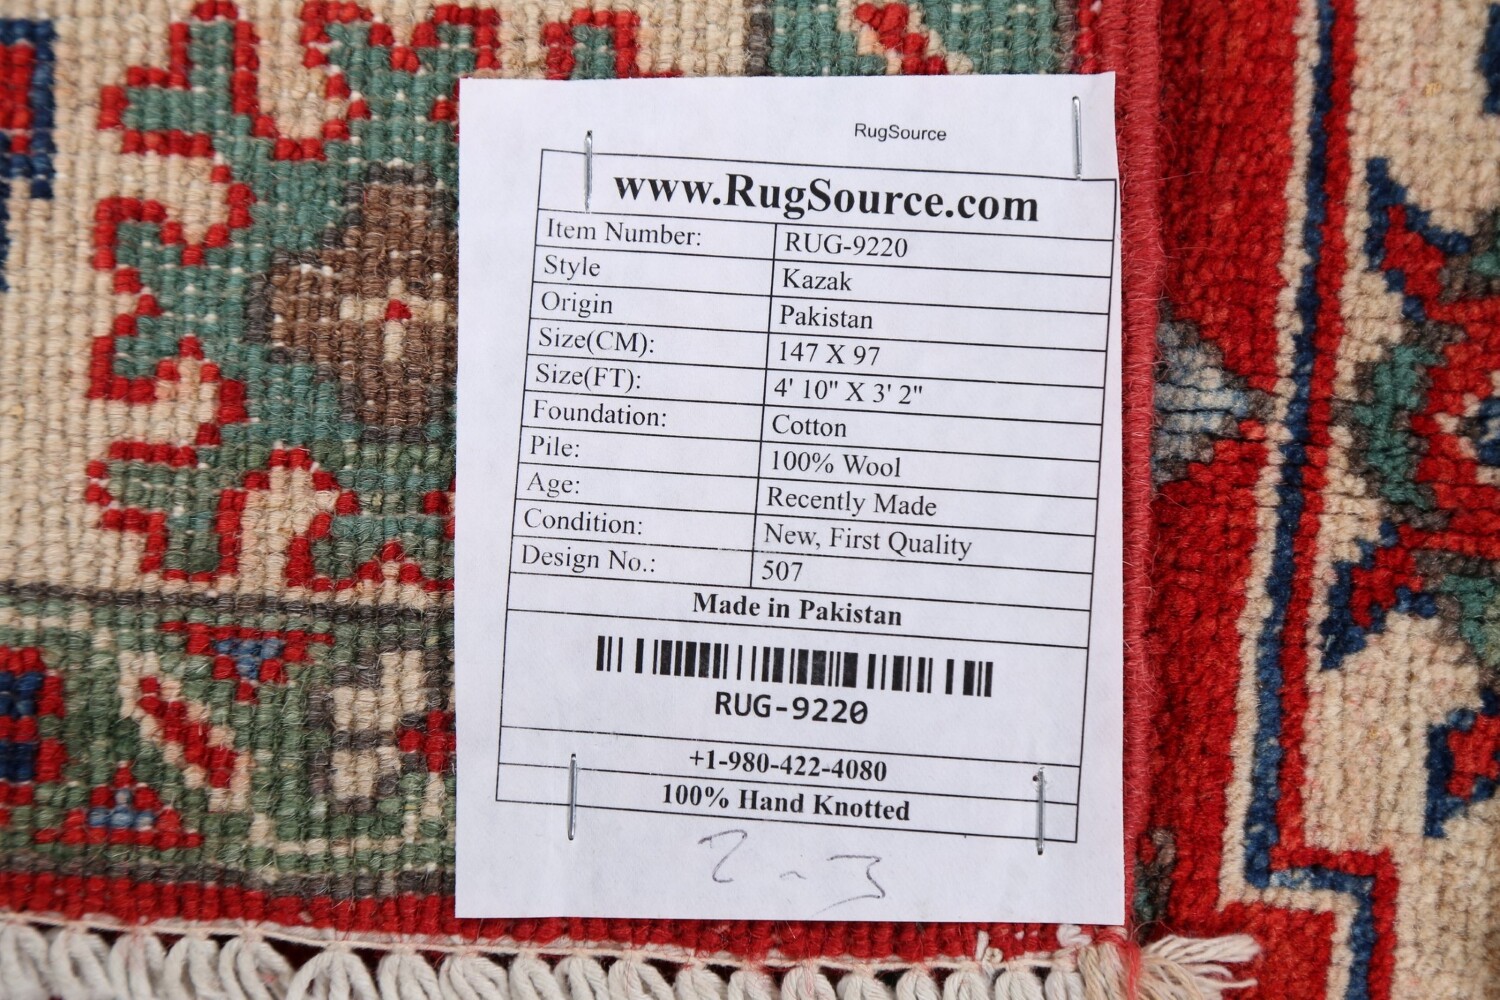 RugSource
www.RugSource.com
Item Number: RUG-9220
Style Kazak
Origin Pakistan
Size(CM): 147 X 97
Size(FT): 4' 10" X 3' 2"
Foundation: Cotton
Pile: 100% Wool
Age: Recently Made
Condition: New, First Quality
Design No.: 507
Made in Pakistan
RUG-9220
+1-980-422-4080
100% Hand Knotted
2-3